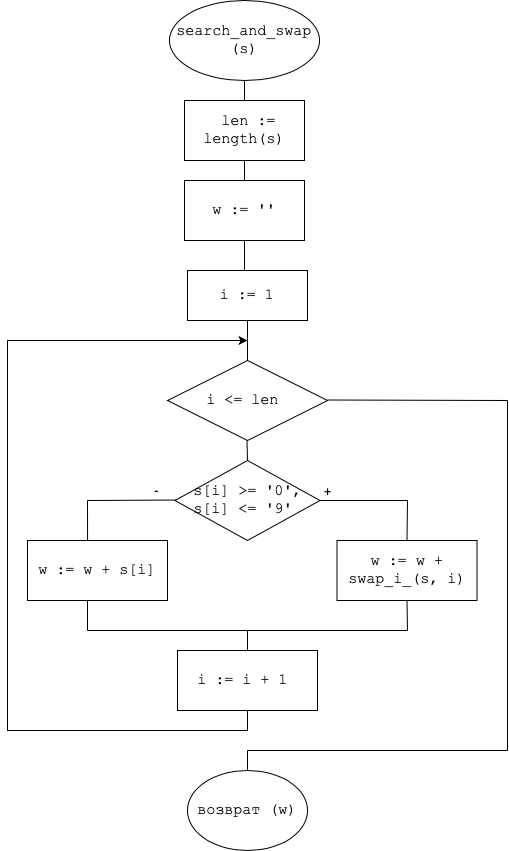 search_and_swap
(s)
len :=
length(s)
w := ''
i := 1
i <= len
-
s[i] >= '0',
s[i] <= '9'
+
w := w + s[i]
w := w +
swap_i_(s, i)
i := i + 1
возврат (w)